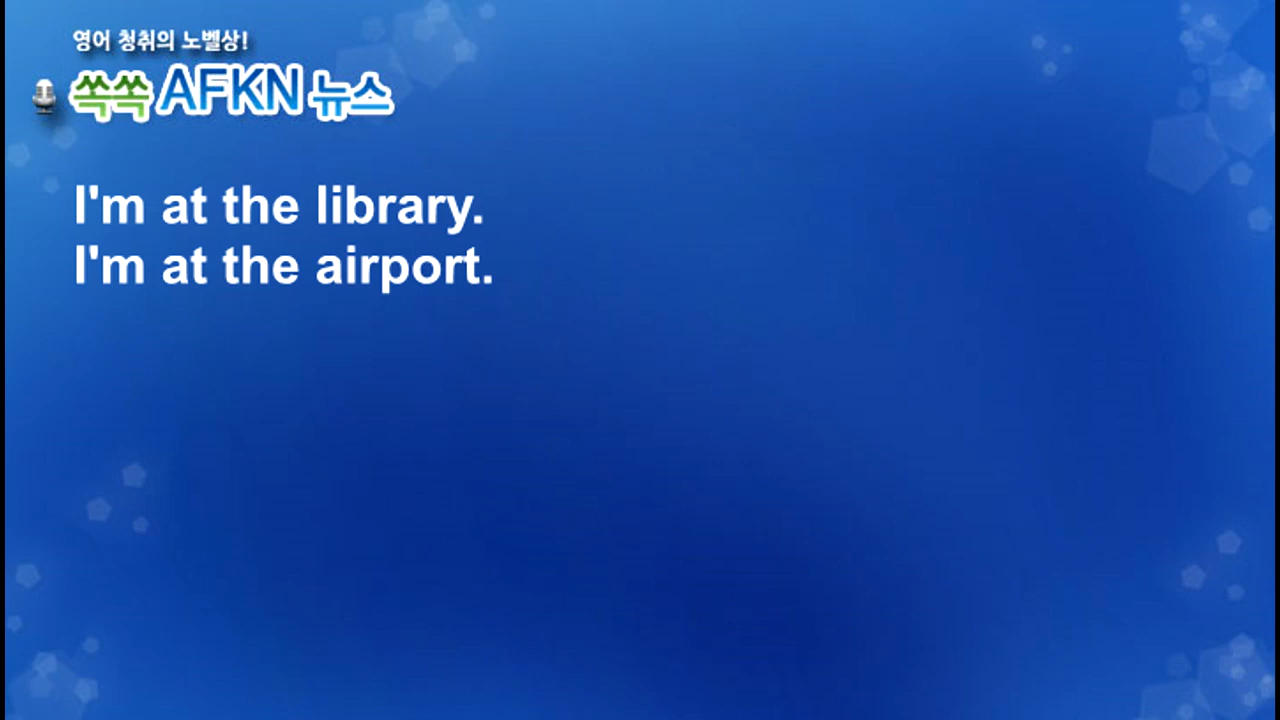 영어 청취의 노벨상!
쏙쏙 AFKN 뉴스
I'm at the library.
I'm at the airport.